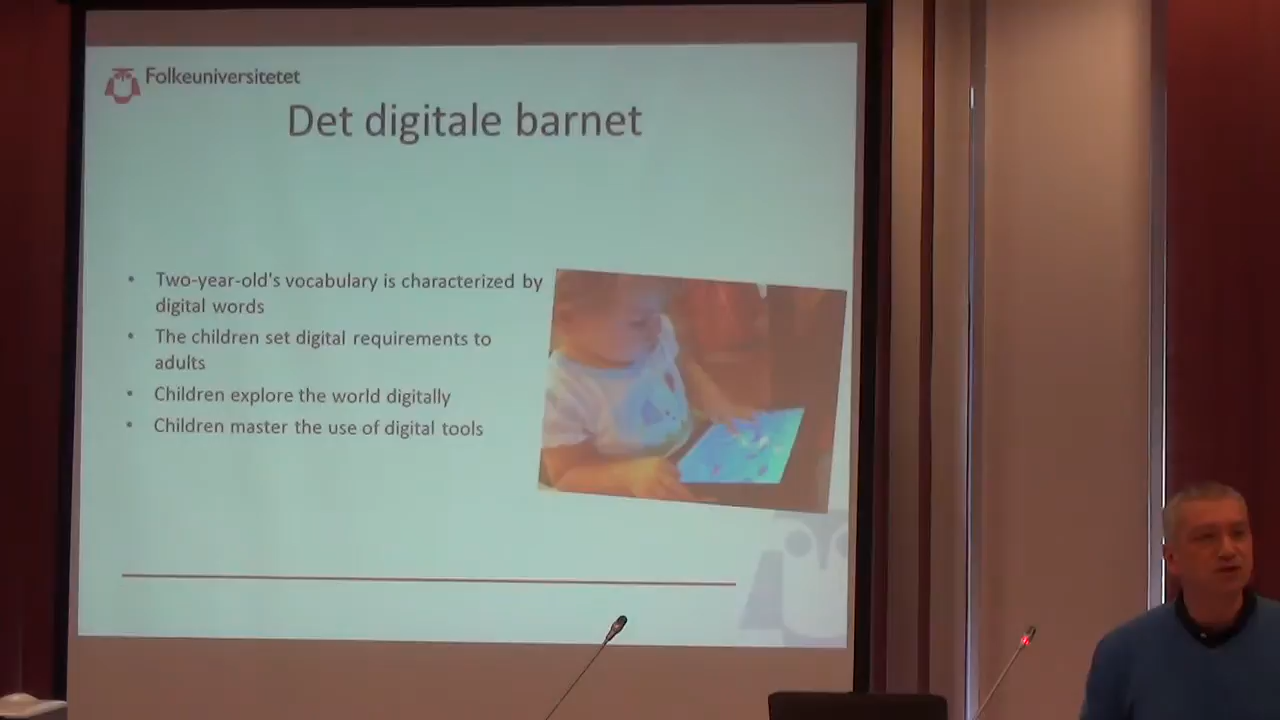 Folkeuniversitetet
Det digitale barnet
• Two-year-old's vocabulary is characterized by
digital words
• The children set digital requirements to
adults
• Children explore the world digitally
• Children master the use of digital tools